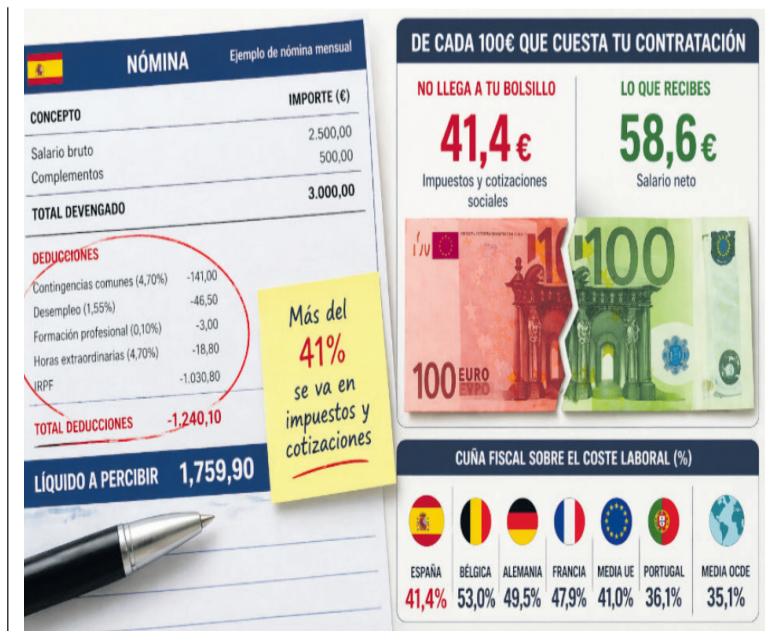 NÓMINA
Ejemplo de nómina mensual
CONCEPTO IMPORTE (€)
Salario bruto 2.500,00
Complementos 500,00
TOTAL DEVENGADO 3.000,00
DEDUCCIONES
Contingencias comunes (4,70%) -141,00
Desempleo (1,55%) -46,50
Formación profesional (0,10%) -3,00
Horas extraordinarias (4,70%) -18,80
IRPF -1.030,80
TOTAL DEDUCCIONES -1.240,10
LÍQUIDO A PERCIBIR 1,759,90
Más del
41%
se va en
impuestos y
cotizaciones
DE CADA 100€ QUE CUESTA TU CONTRATACIÓN
NO LLEGA A TU BOLSILLO
41,4 €
Impuestos y cotizaciones
sociales
LO QUE RECIBES
58,6 €
Salario neto
100
100 EURO
CUÑA FISCAL SOBRE EL COSTE LABORAL (%)
ESPAÑA BÉLGICA ALEMANIA FRANCIA MEDIA UE PORTUGAL MEDIA OCDE
41,4% 53,0% 49,5% 47,9% 41,0% 36,1% 35,1%